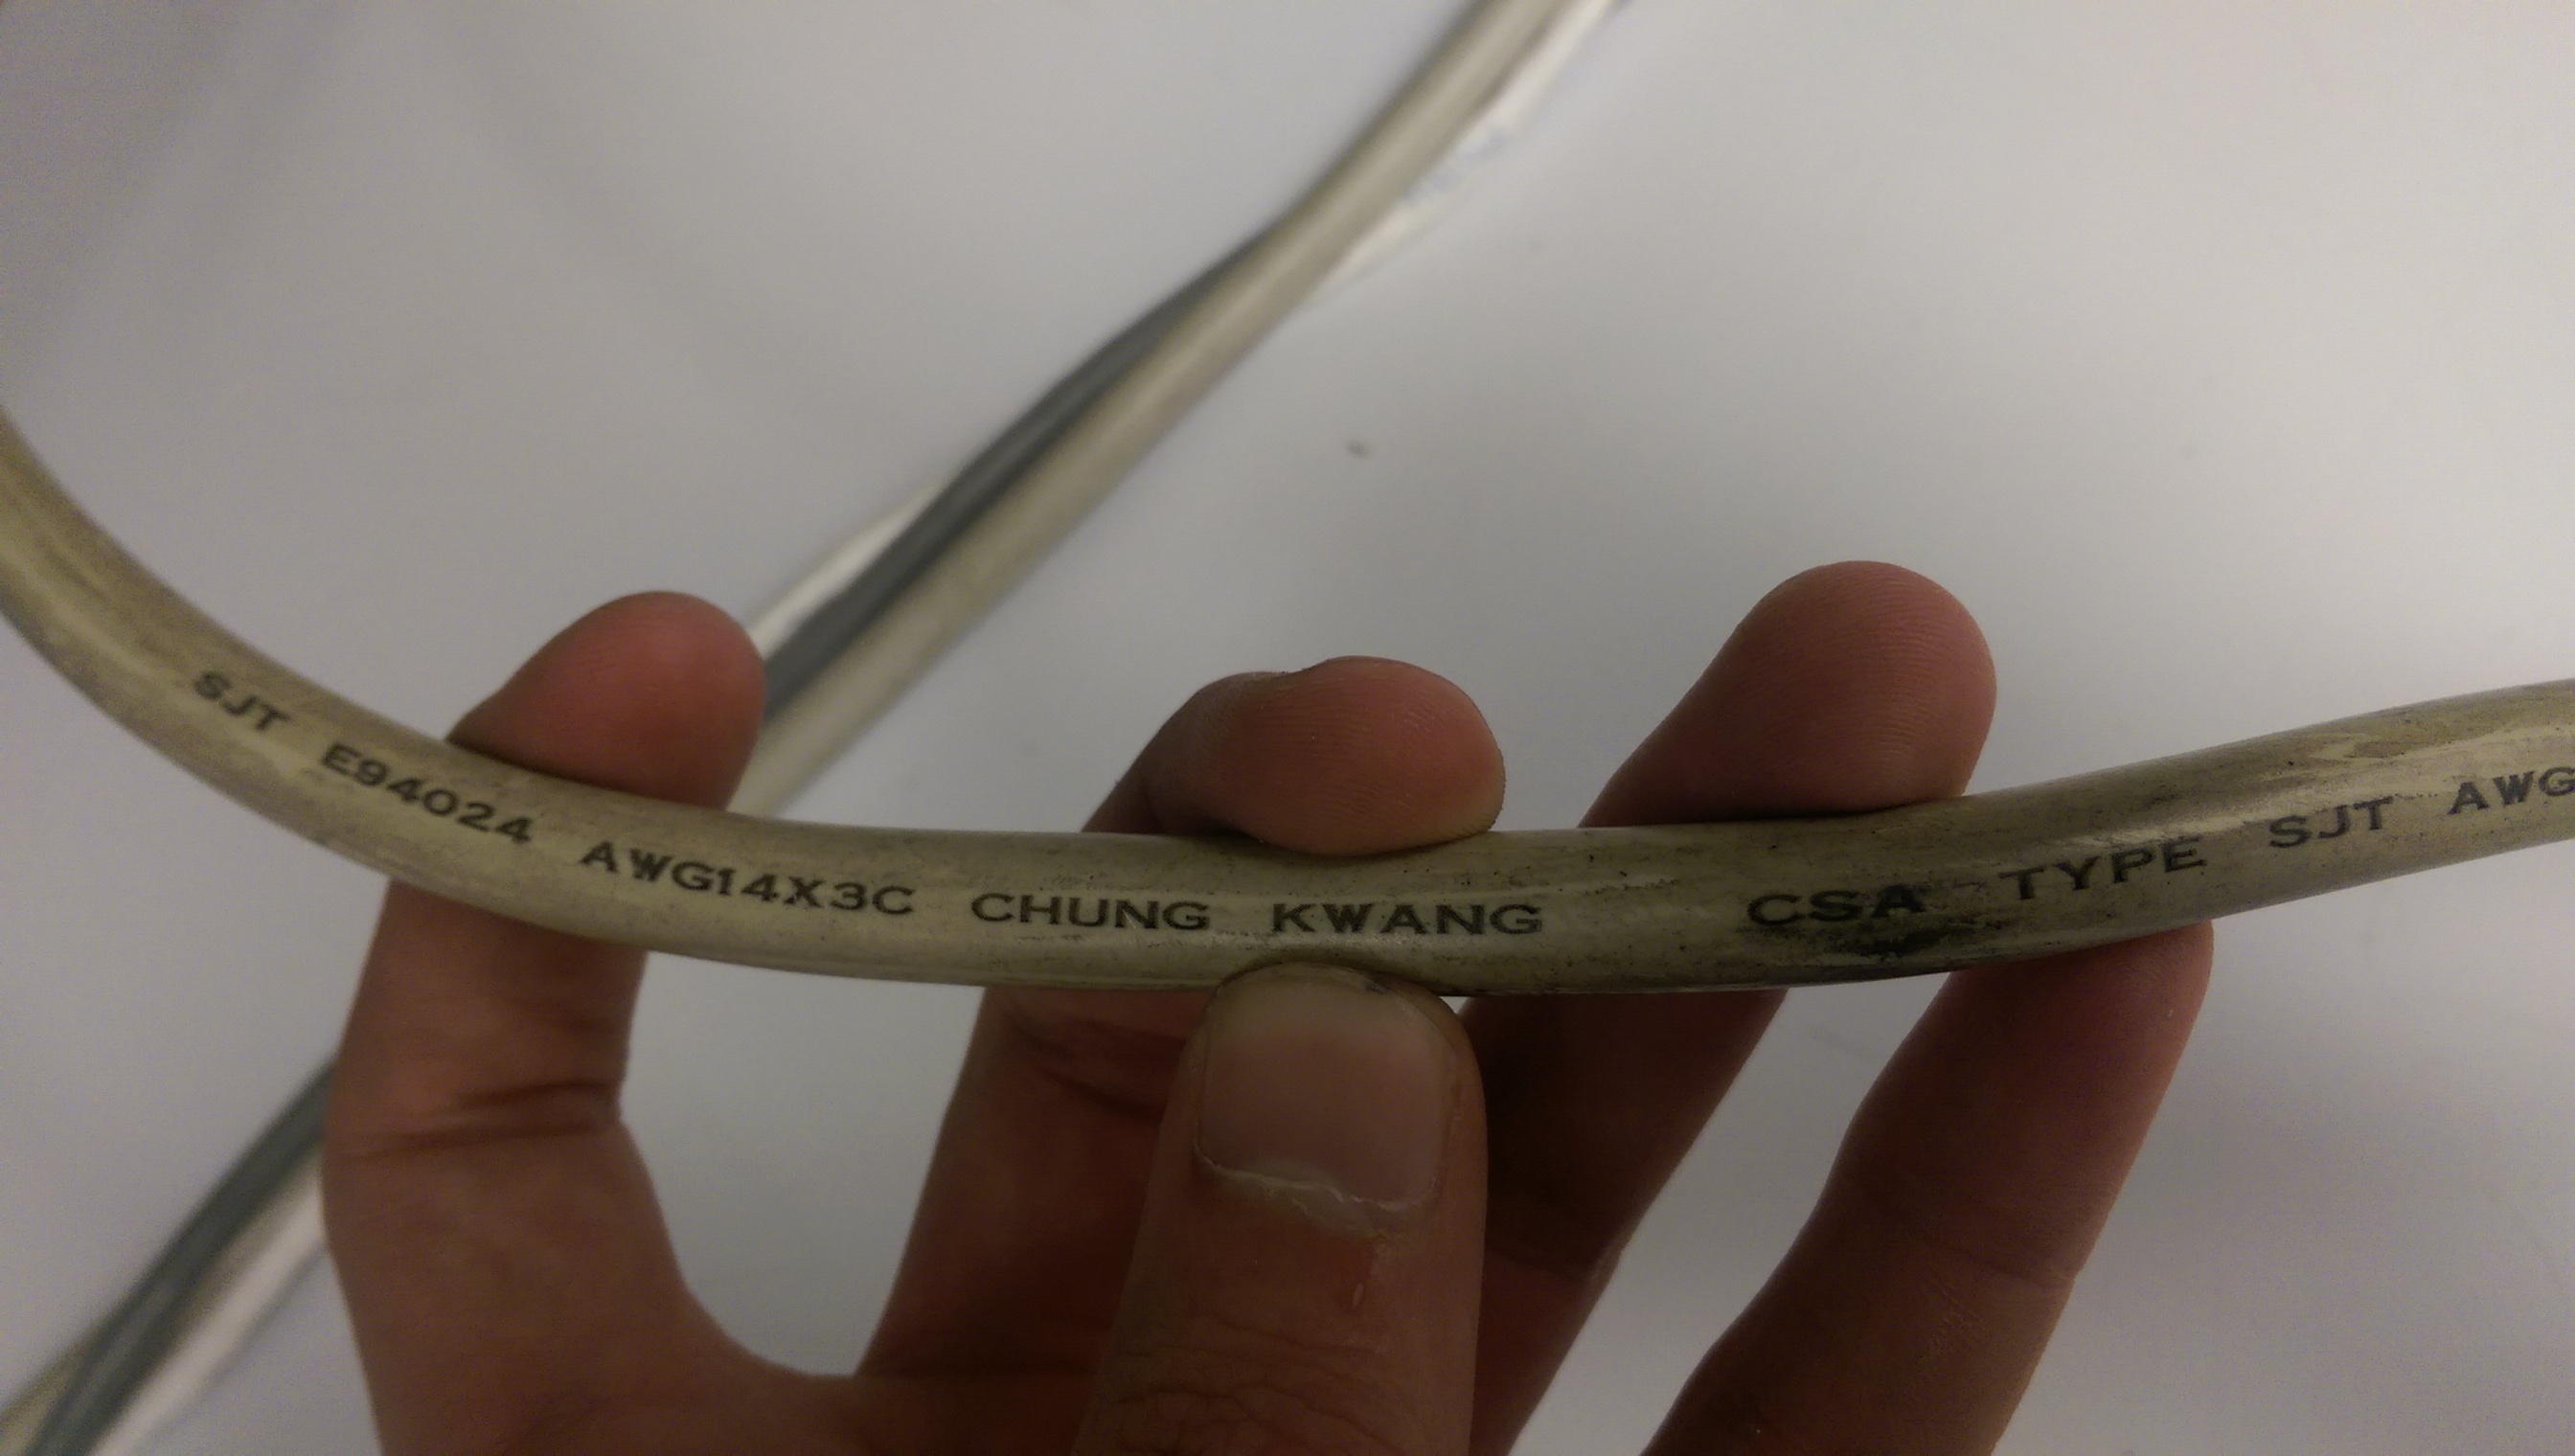 SJT E94024 AWG14X3C CHUNG KWANG CSA TYPE SJT AWG